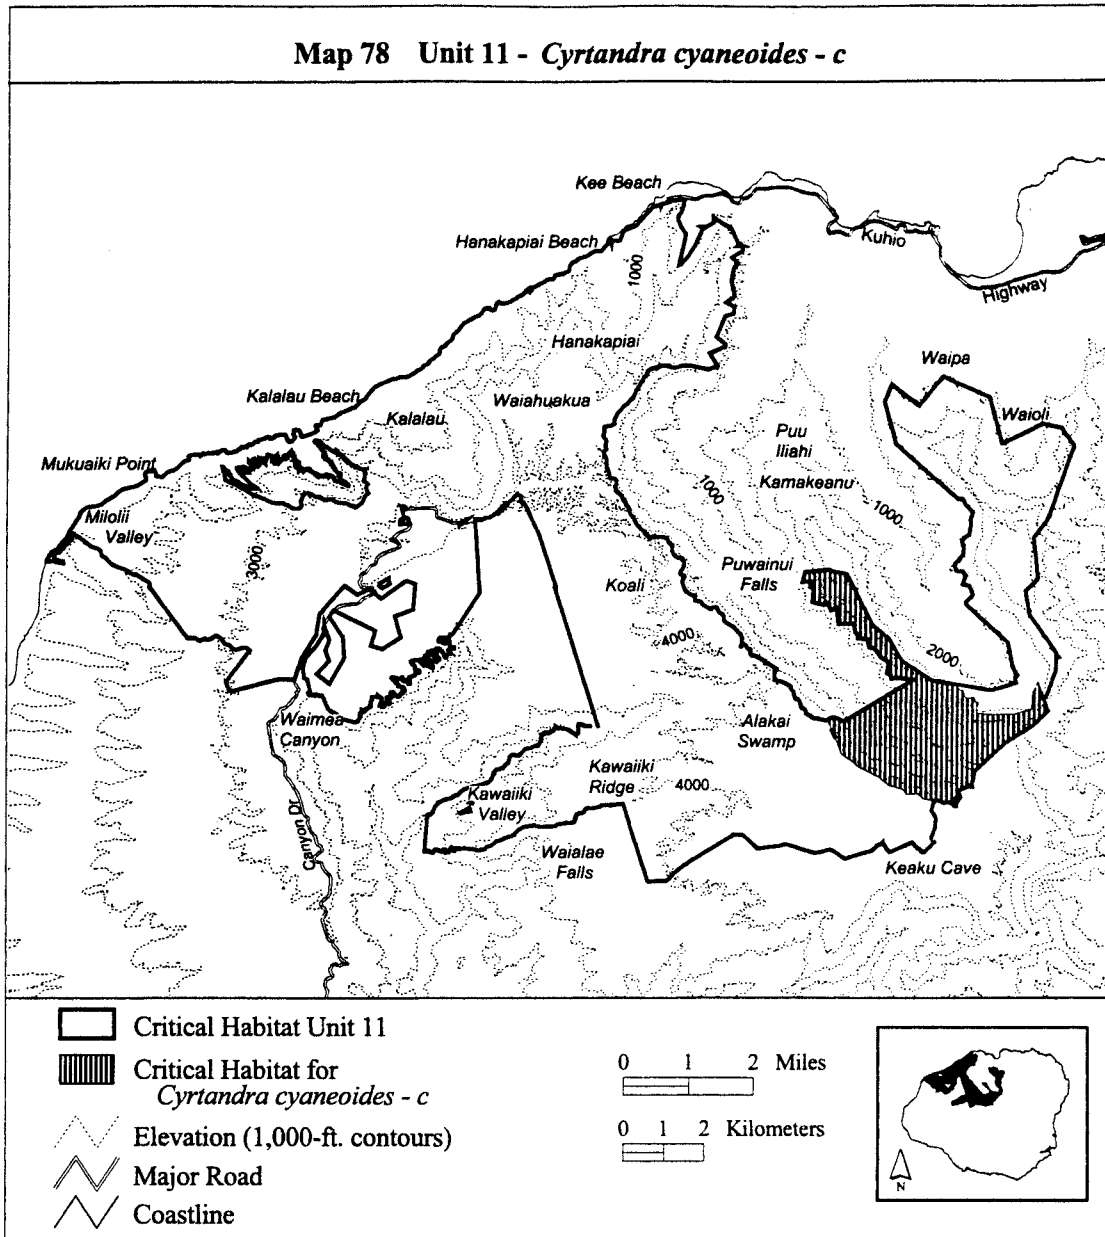 Map 78 Unit 11 - Cyrtandra cyaneoides - c
Kee Beach
Hanakapiai Beach
Kuhio
Highway
1000
Hanakapiai
Waipa
Kalalau Beach
Waiahuakua
Kalalau
Waioli
Puu
Iliahi
Mukuaiki Point
Kamakeanu
1000
1000
Milolii
Valley
3000
Koali
Puwainui
Falls
4000
2000
Waimea
Canyon
Alakai
Swamp
Kawaiiki
Ridge
4000
Kawaiiki
Valley
Canyon Dr
Waialae
Falls
Keaku Cave
Critical Habitat Unit 11
Critical Habitat for
Cyrtandra cyaneoides - c
Elevation (1,000-ft. contours)
Major Road
Coastline
0 1 2 Miles
0 1 2 Kilometers
N